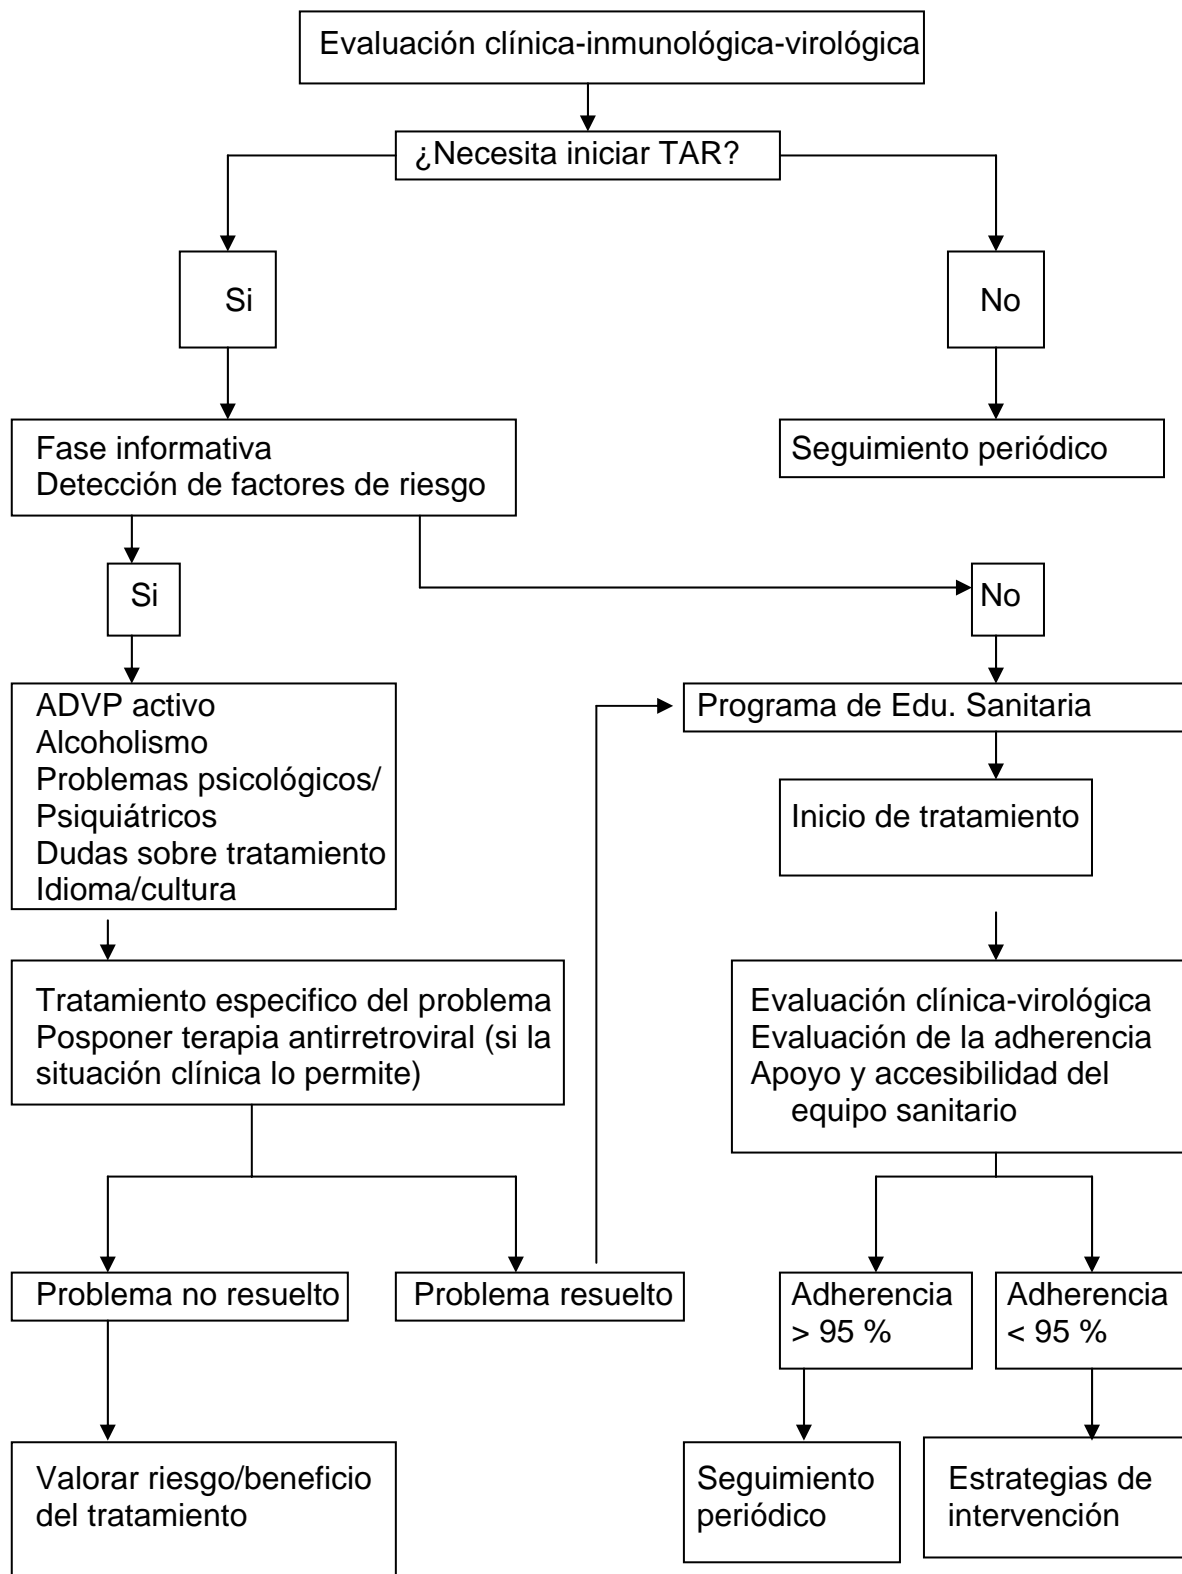 Evaluación clínica-inmunológica-virológica
¿Necesita iniciar TAR?
Si
No
Fase informativa
Detección de factores de riesgo
Seguimiento periódico
Si
No
ADVP activo
Alcoholismo
Problemas psicológicos/
Psiquiátricos
Dudas sobre tratamiento
Idioma/cultura
Programa de Edu. Sanitaria
Inicio de tratamiento
Tratamiento especifico del problema
Posponer terapia antirretroviral (si la
situación clínica lo permite)
Evaluación clínica-virológica
Evaluación de la adherencia
Apoyo y accesibilidad del
equipo sanitario
Problema no resuelto
Problema resuelto
Adherencia
> 95 %
Adherencia
< 95 %
Valorar riesgo/beneficio
del tratamiento
Seguimiento
periódico
Estrategias de
intervención